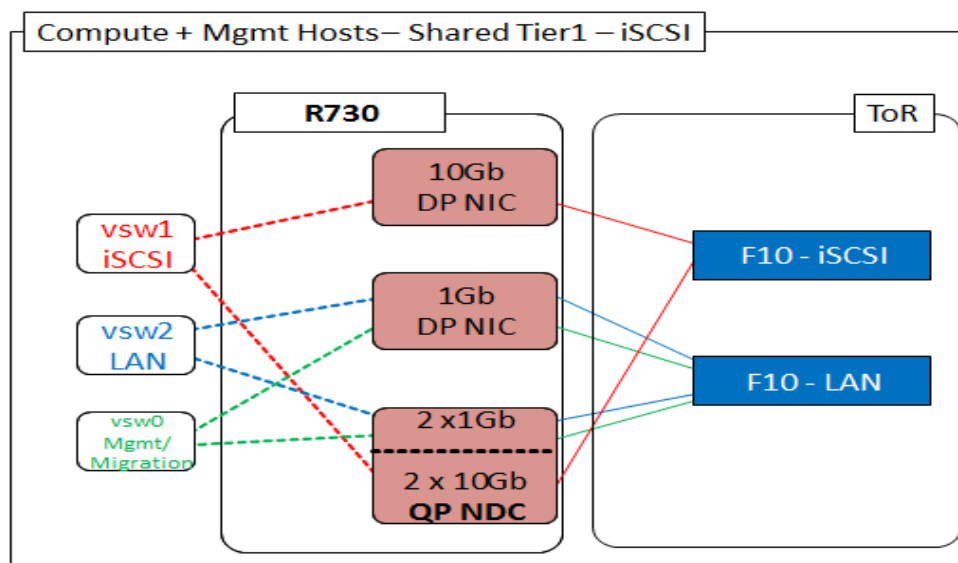 Compute + Mgmt Hosts– Shared Tier1 – iSCSI
R730
ToR
10Gb
DP NIC
vsw1
iSCSI
F10 - iSCSI
1Gb
DP NIC
vsw2
LAN
F10 - LAN
vsw0
Mgmt/
Migration
2 x1Gb
2 x 10Gb
QP NDC